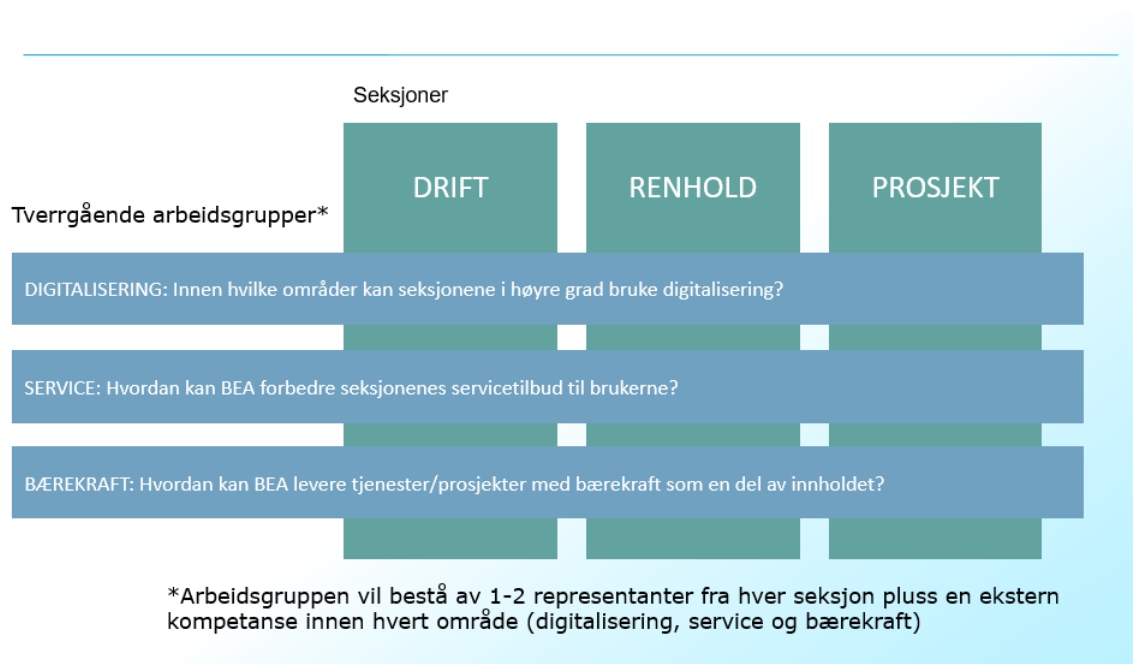 Seksjoner
DRIFT
RENHOLD
PROSJEKT
Tverrgående arbeidsgrupper*
DIGITALISERING: Innen hvilke områder kan seksjonene i høyre grad bruke digitalisering?
SERVICE: Hvordan kan BEA forbedre seksjonenes servicetilbud til brukerne?
BÆREKRAFT: Hvordan kan BEA levere tjenester/prosjekter med bærekraft som en del av innholdet?
*Arbeidsgruppen vil bestå av 1-2 representanter fra hver seksjon pluss en ekstern
kompetanse innen hvert område (digitalisering, service og bærekraft)